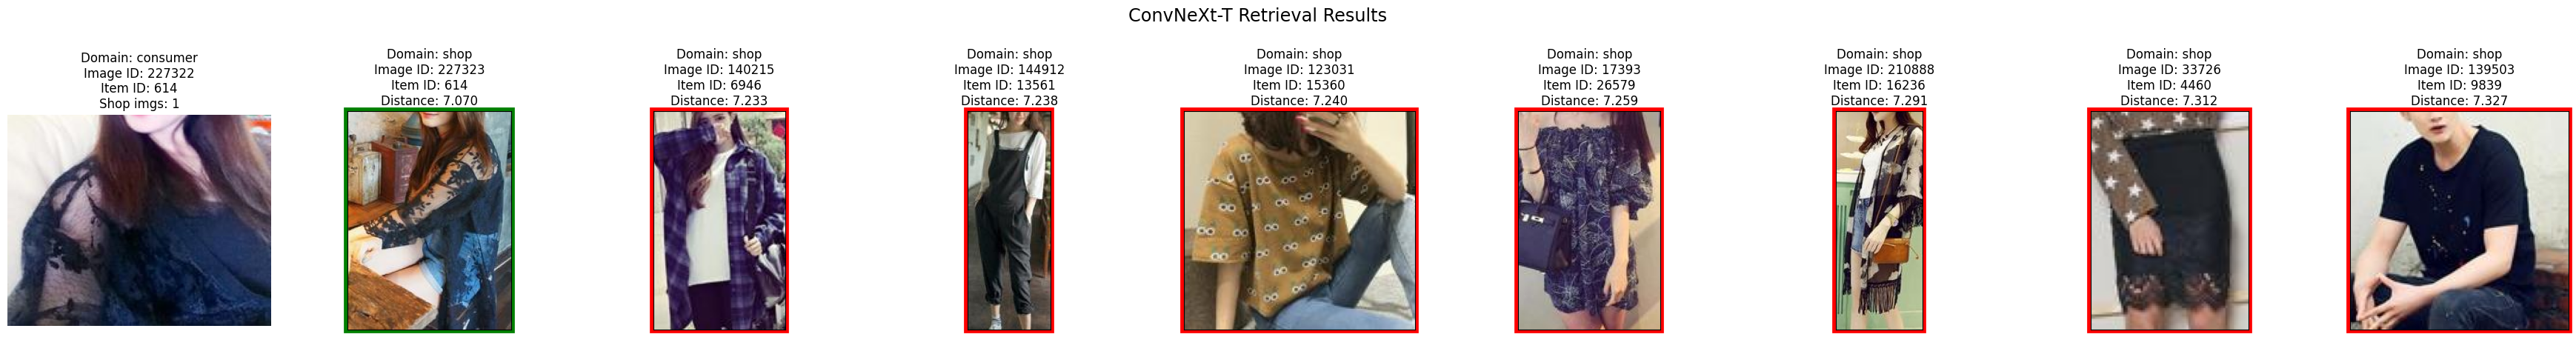 ConvNeXt-T Retrieval Results
Domain: consumer
Image ID: 227322
Item ID: 614
Shop imgs: 1
Domain: shop
Image ID: 227323
Item ID: 614
Distance: 7.070
Domain: shop
Image ID: 140215
Item ID: 6946
Distance: 7.233
Domain: shop
Image ID: 144912
Item ID: 13561
Distance: 7.238
Domain: shop
Image ID: 123031
Item ID: 15360
Distance: 7.240
Domain: shop
Image ID: 17393
Item ID: 26579
Distance: 7.259
Domain: shop
Image ID: 210888
Item ID: 16236
Distance: 7.291
Domain: shop
Image ID: 33726
Item ID: 4460
Distance: 7.312
Domain: shop
Image ID: 139503
Item ID: 9839
Distance: 7.327